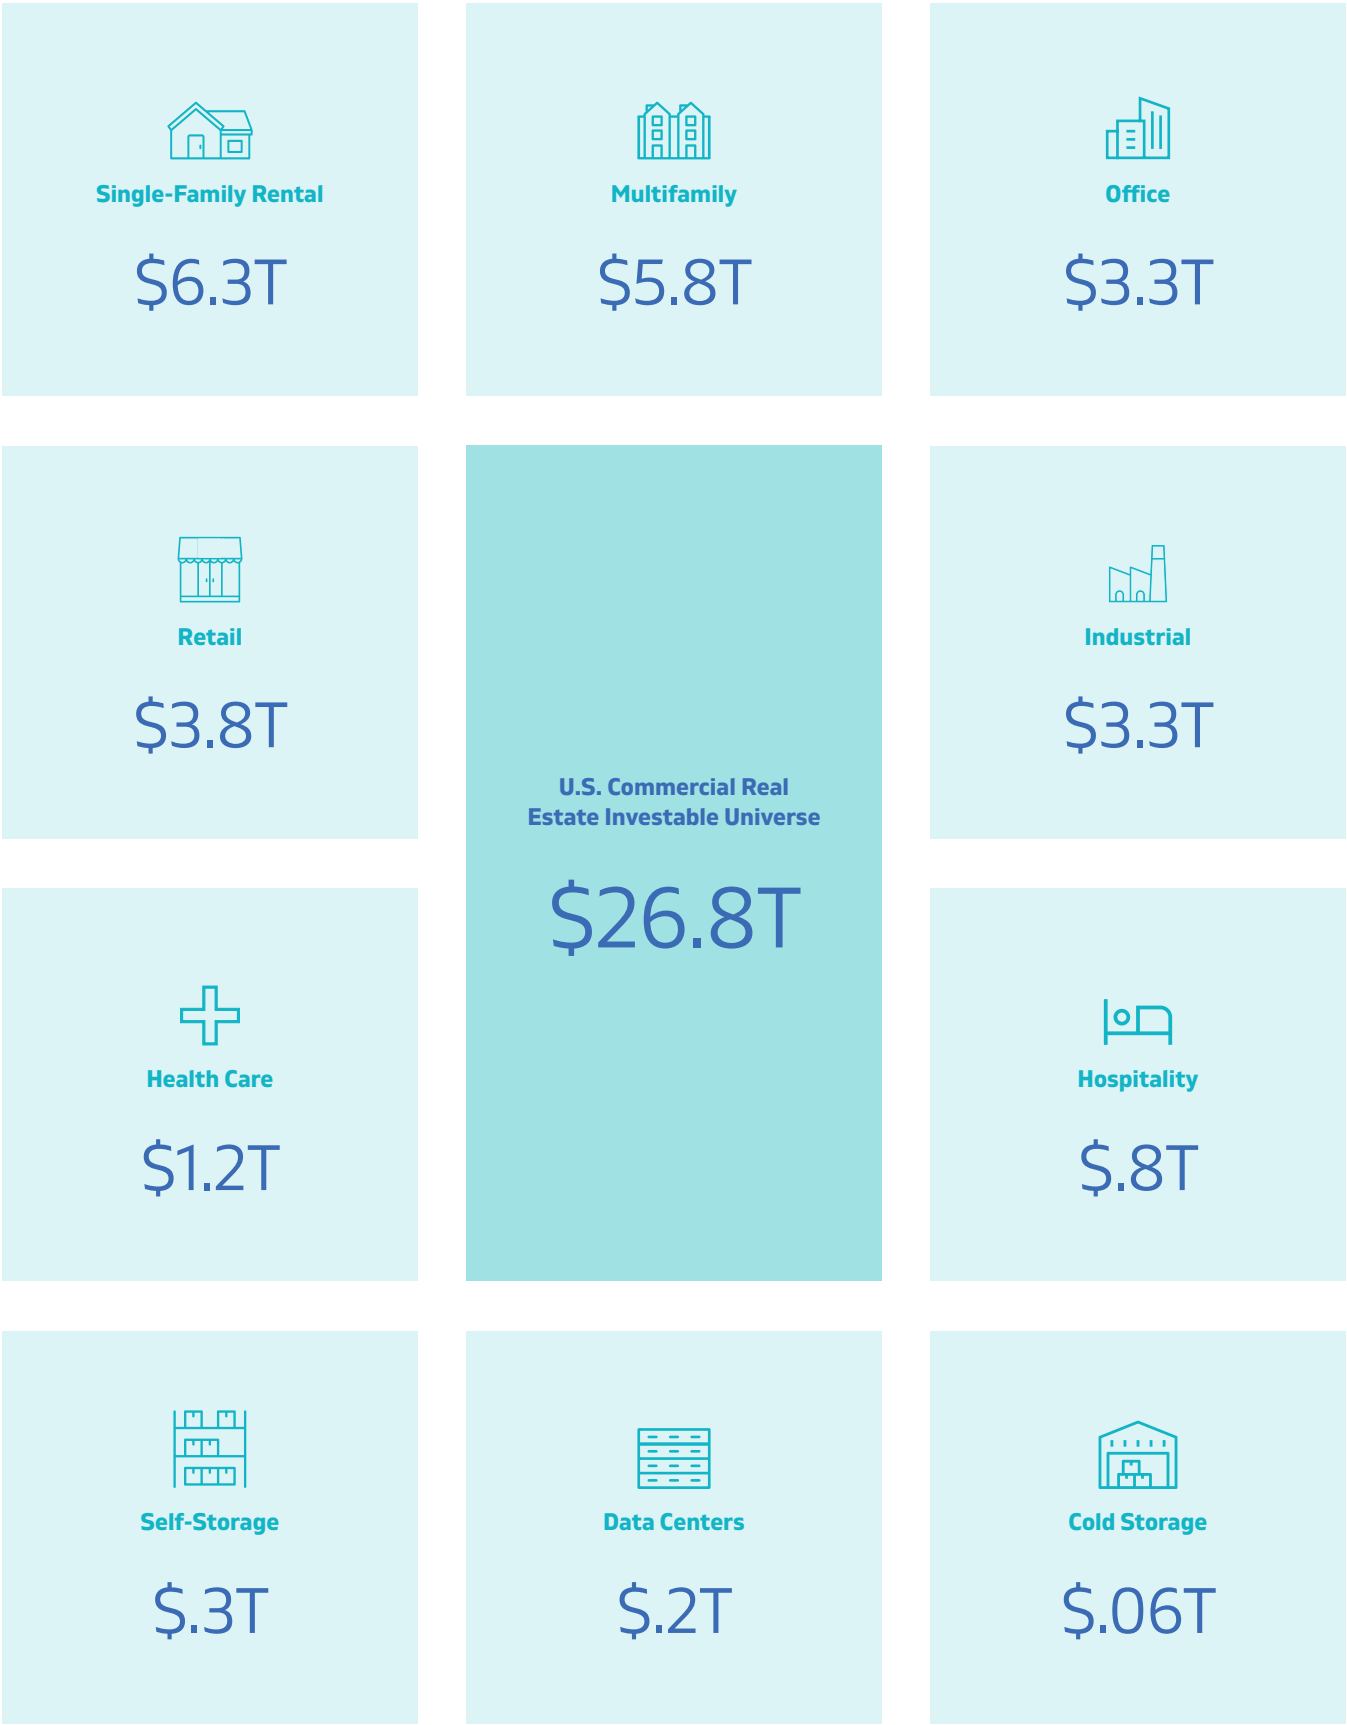 Single-Family Rental
$6.3T
Multifamily
$5.8T
Office
$3.3T
Retail
$3.8T
U.S. Commercial Real
Estate Investable Universe
$26.8T
Industrial
$3.3T
Health Care
$1.2T
Hospitality
$.8T
Self-Storage
$.3T
Data Centers
$.2T
Cold Storage
$.06T